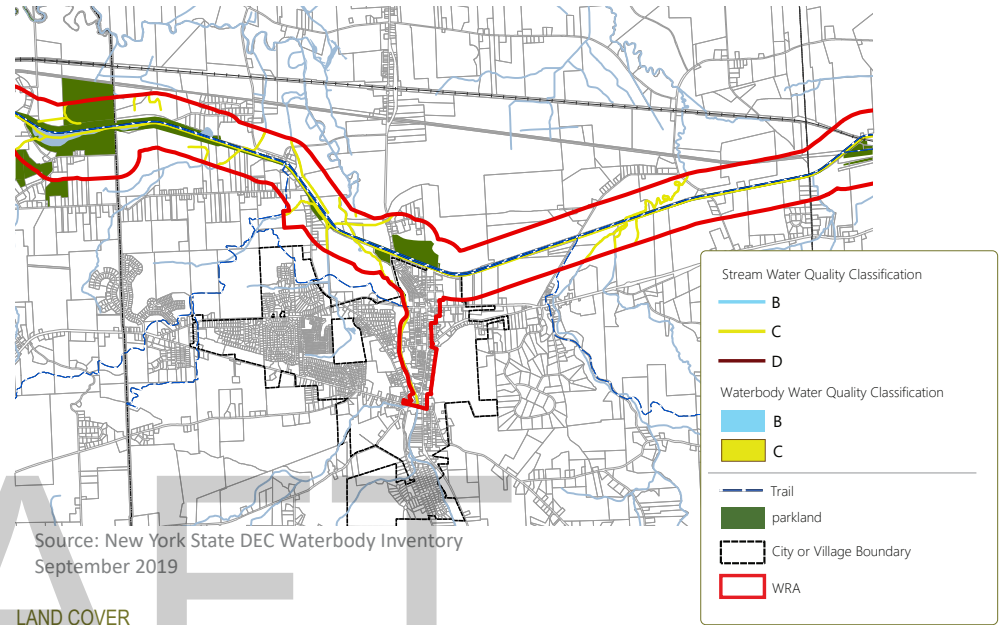 Stream Water Quality Classification
B
C
D
Waterbody Water Quality Classification
B
C
Trail
parkland
City or Village Boundary
WRA
AFT
Source: New York State DEC Waterbody Inventory
September 2019
LAND COVER